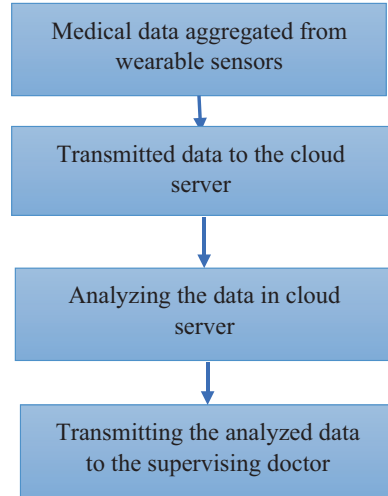 Medical data aggregated from
wearable sensors
Transmitted data to the cloud
server
Analyzing the data in cloud
server
Transmitting the analyzed data
to the supervising doctor